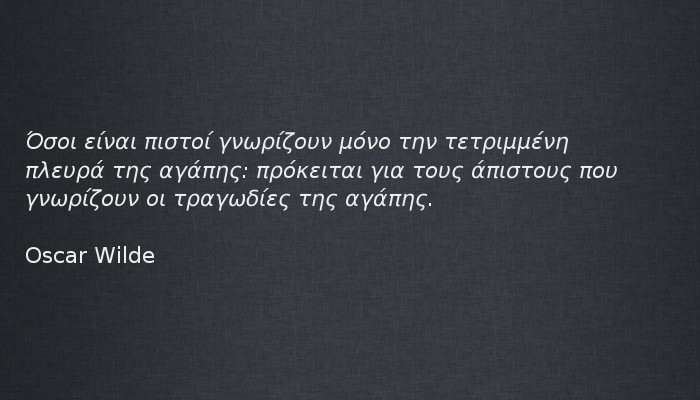 Όσοι είναι πιστοί γνωρίζουν μόνο την τετριμμένη
πλευρά της αγάπης: πρόκειται για τους άπιστους που
γνωρίζουν οι τραγωδίες της αγάπης.
Oscar Wilde